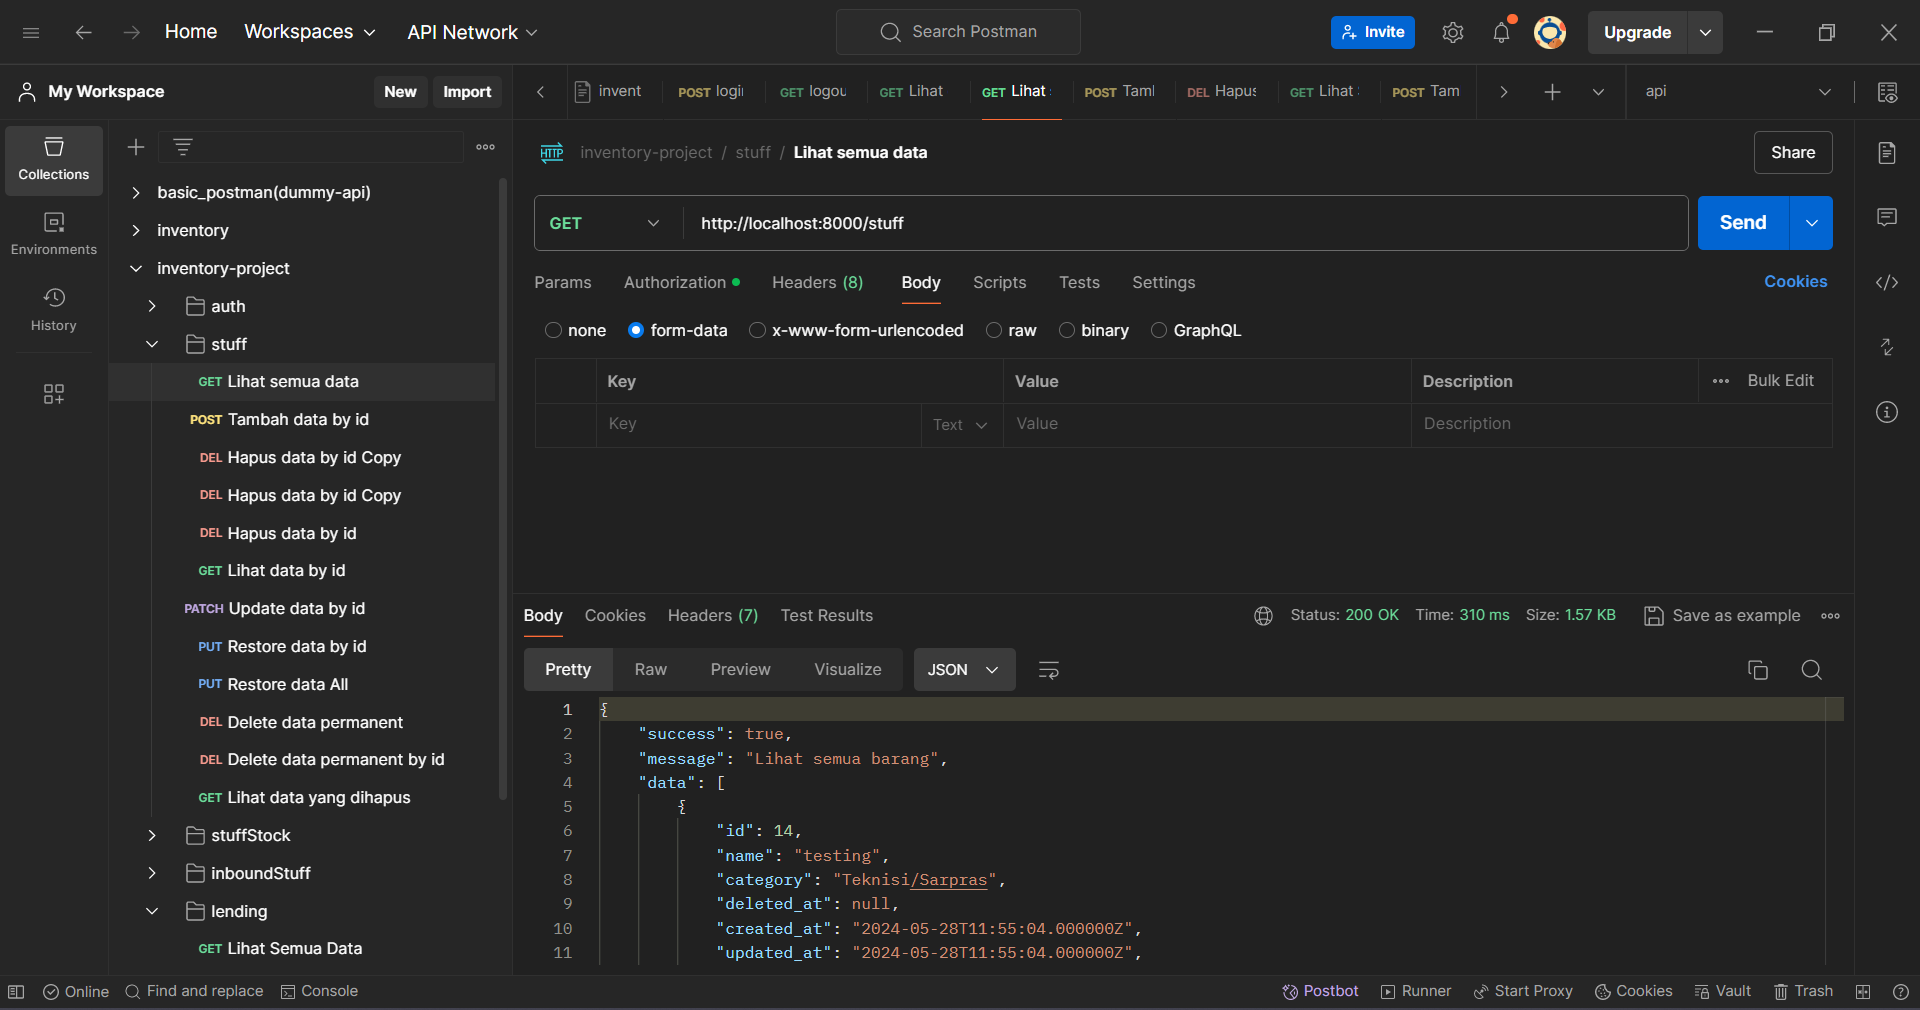 Home Workspaces API Network Search Postman Invite Upgrade
My Workspace New Import
invent POST logi GET logou GET Lihat GET Lihat POST Tam DEL Hapus GET Lihat POST Tam api
Collections
Environments
History
basic_postman(dummy-api)
inventory
inventory-project
auth
stuff
GET Lihat semua data
POST Tambah data by id
DEL Hapus data by id Copy
DEL Hapus data by id Copy
DEL Hapus data by id
GET Lihat data by id
PATCH Update data by id
PUT Restore data by id
PUT Restore data All
DEL Delete data permanent
DEL Delete data permanent by id
GET Lihat data yang dihapus
stuffStock
inboundStuff
lending
GET Lihat Semua Data
HTTP inventory-project / stuff / Lihat semua data Share
GET http://localhost:8000/stuff Send
Params Authorization Headers (8) Body Scripts Tests Settings Cookies
none form-data x-www-form-urlencoded raw binary GraphQL
Key Value Description Bulk Edit
Key Text Value Description
Body Cookies Headers (7) Test Results Status: 200 OK Time: 310 ms Size: 1.57 KB Save as example
Pretty Raw Preview Visualize JSON
1 {
2 "success": true,
3 "message": "Lihat semua barang",
4 "data": [
5 {
6 "id": 14,
7 "name": "testing",
8 "category": "Teknisi/Sarpras",
9 "deleted_at": null,
10 "created_at": "2024-05-28T11:55:04.000000Z",
11 "updated_at": "2024-05-28T11:55:04.000000Z",
Online Find and replace Console Postbot Runner Start Proxy Cookies Vault Trash